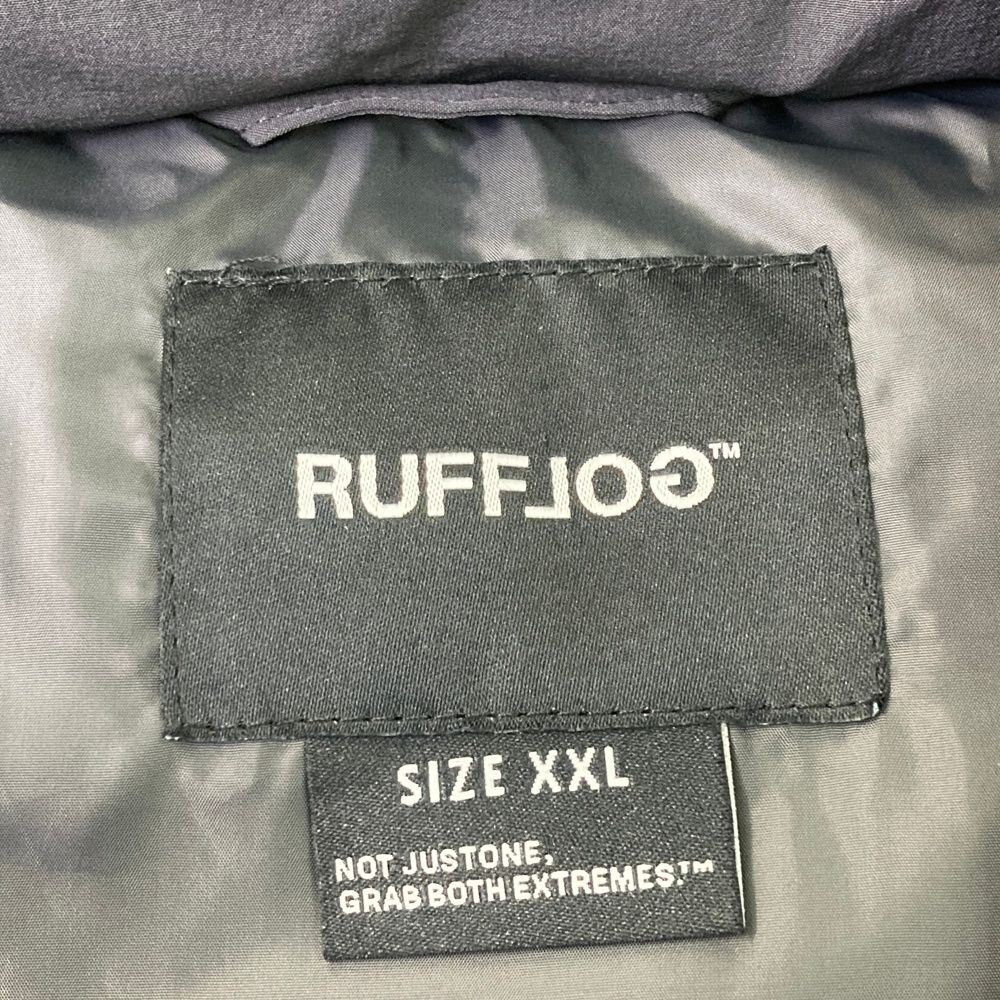 RUFFLOG™
SIZE XXL
NOT JUSTONE,
GRAB BOTH EXTREMES.™